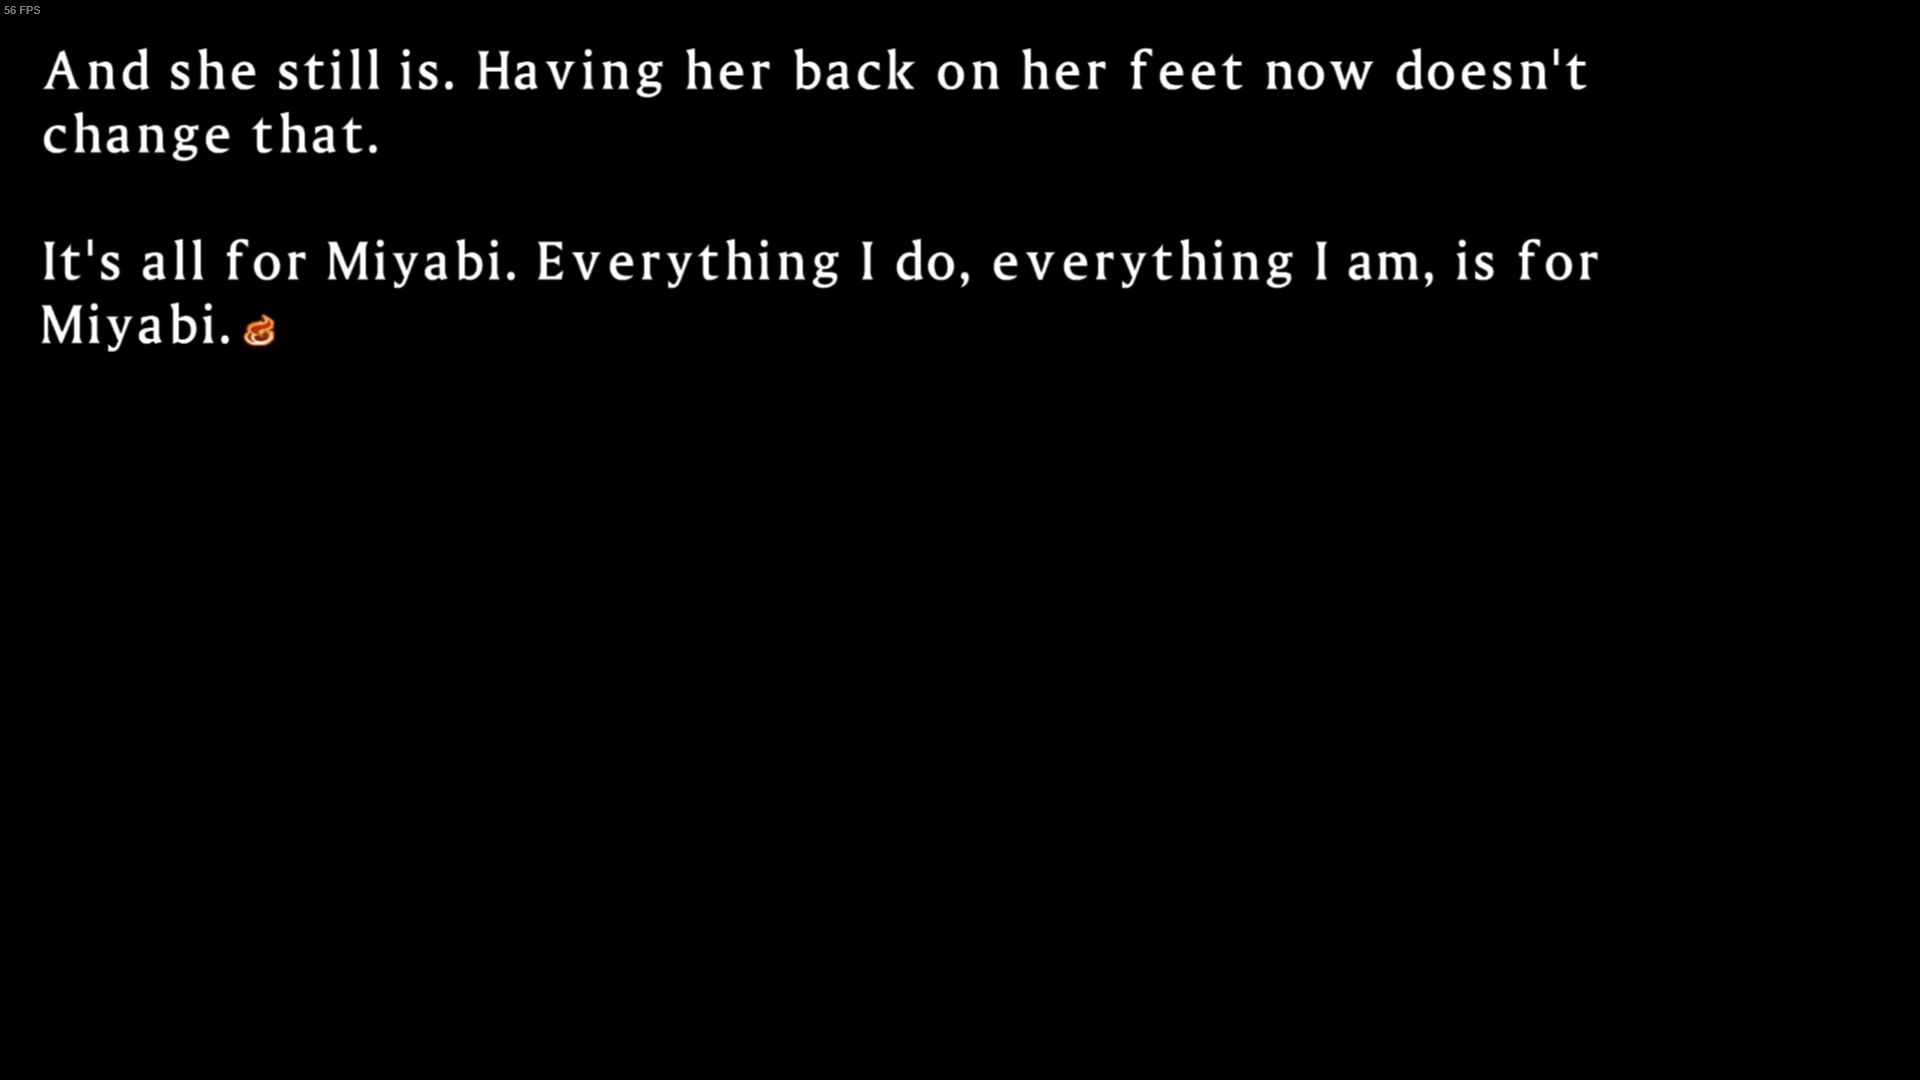 56 FPS
And she still is. Having her back on her feet now doesn't
change that.
It's all for Miyabi. Everything I do, everything I am, is for
Miyabi.